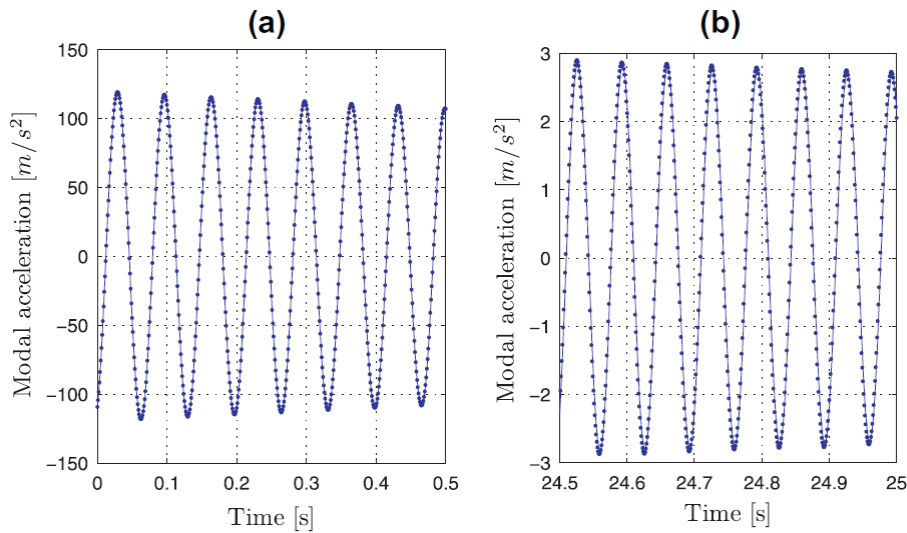 (a)
150
100
50
0
−50
−100
−150
Modal acceleration [m/s²]
0 0.1 0.2 0.3 0.4 0.5
Time [s]
(b)
3
2
1
0
−1
−2
−3
Modal acceleration [m/s²]
24.5 24.6 24.7 24.8 24.9 25
Time [s]